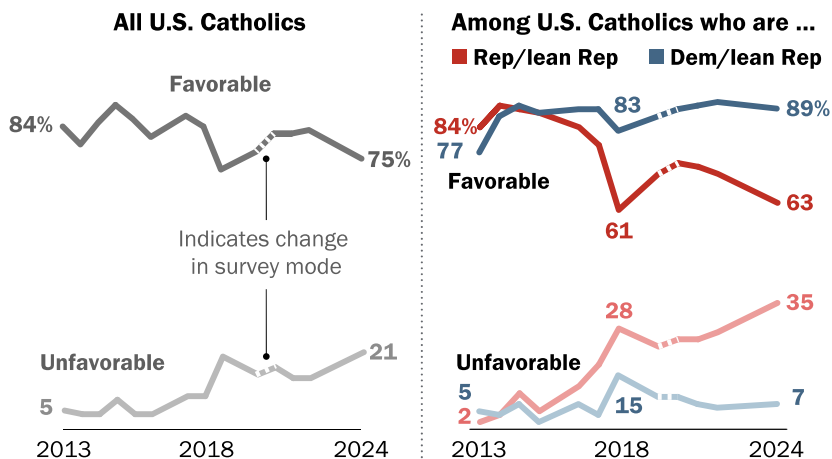 All U.S. Catholics
Favorable
84%
75%
Indicates change
in survey mode
Unfavorable
5
21
2013
2018
2024
Among U.S. Catholics who are ...
Rep/lean Rep
Dem/lean Rep
84%
77
83
89%
Favorable
61
63
28
35
Unfavorable
5
2
15
7
2013
2018
2024